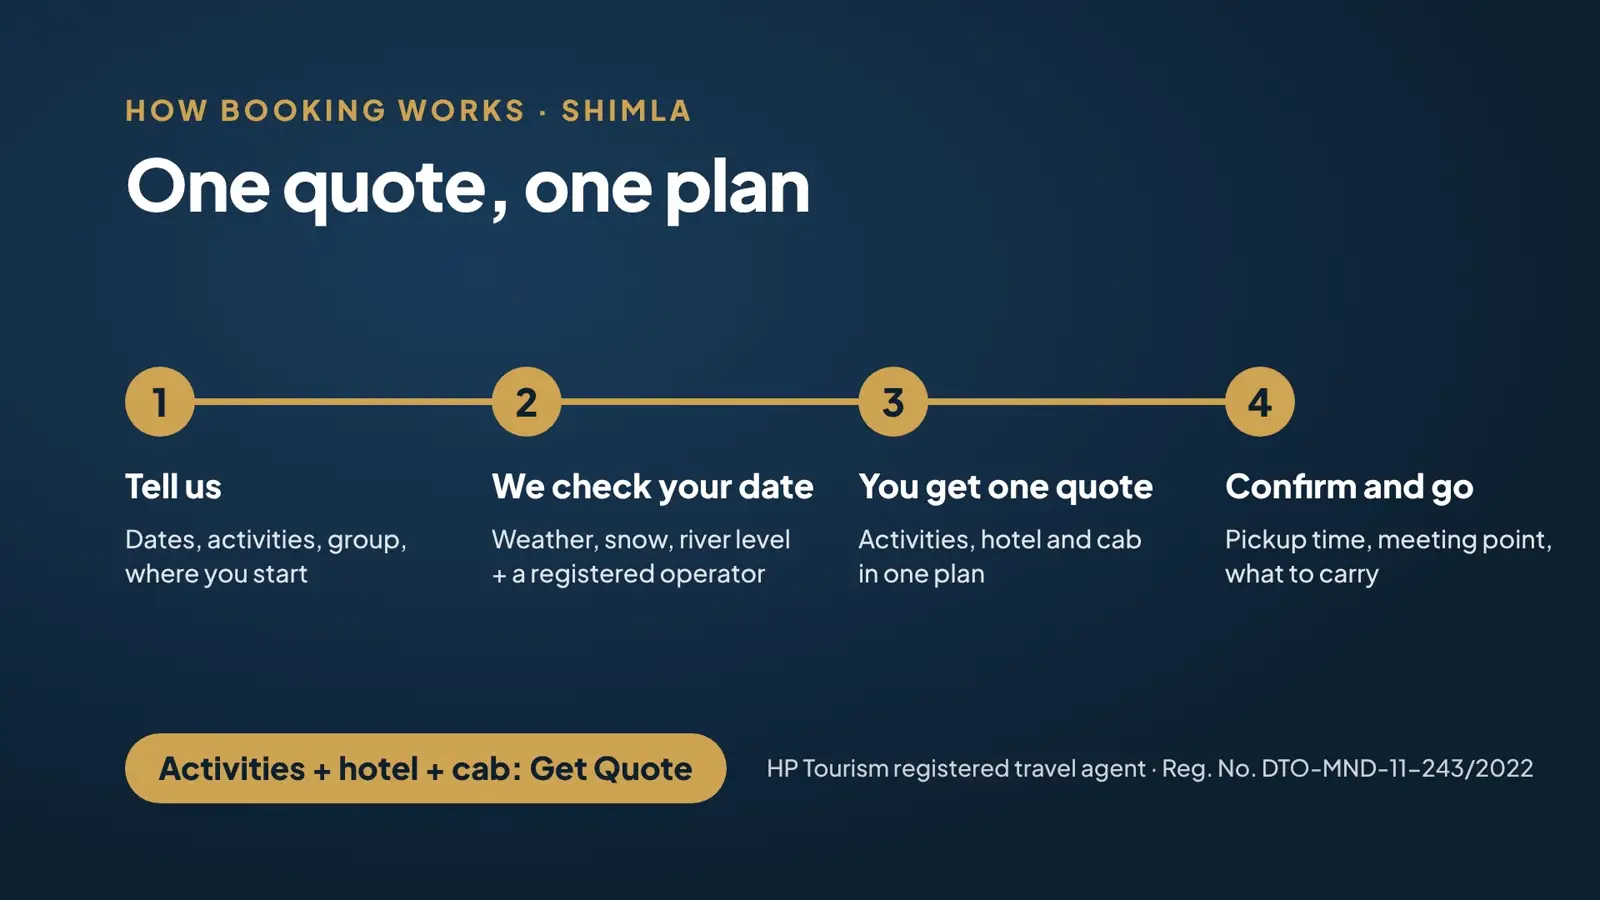 HOW BOOKING WORKS · SHIMLA
One quote, one plan
1
2
3
4
Tell us
Dates, activities, group,
where you start
We check your date
Weather, snow, river level
+ a registered operator
You get one quote
Activities, hotel and cab
in one plan
Confirm and go
Pickup time, meeting point,
what to carry
Activities + hotel + cab: Get Quote
HP Tourism registered travel agent · Reg. No. DTO-MND-11-243/2022